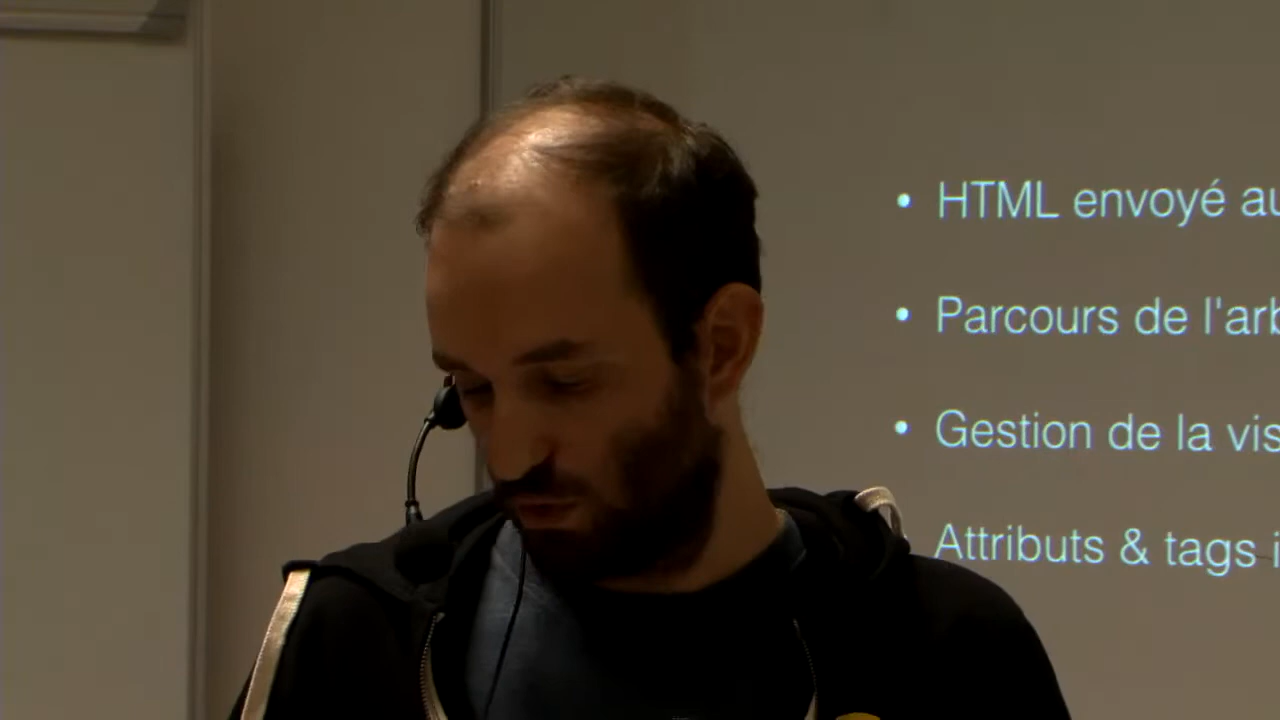 • HTML envoyé au
• Parcours de l'arb
• Gestion de la vis
Attributs & tags i